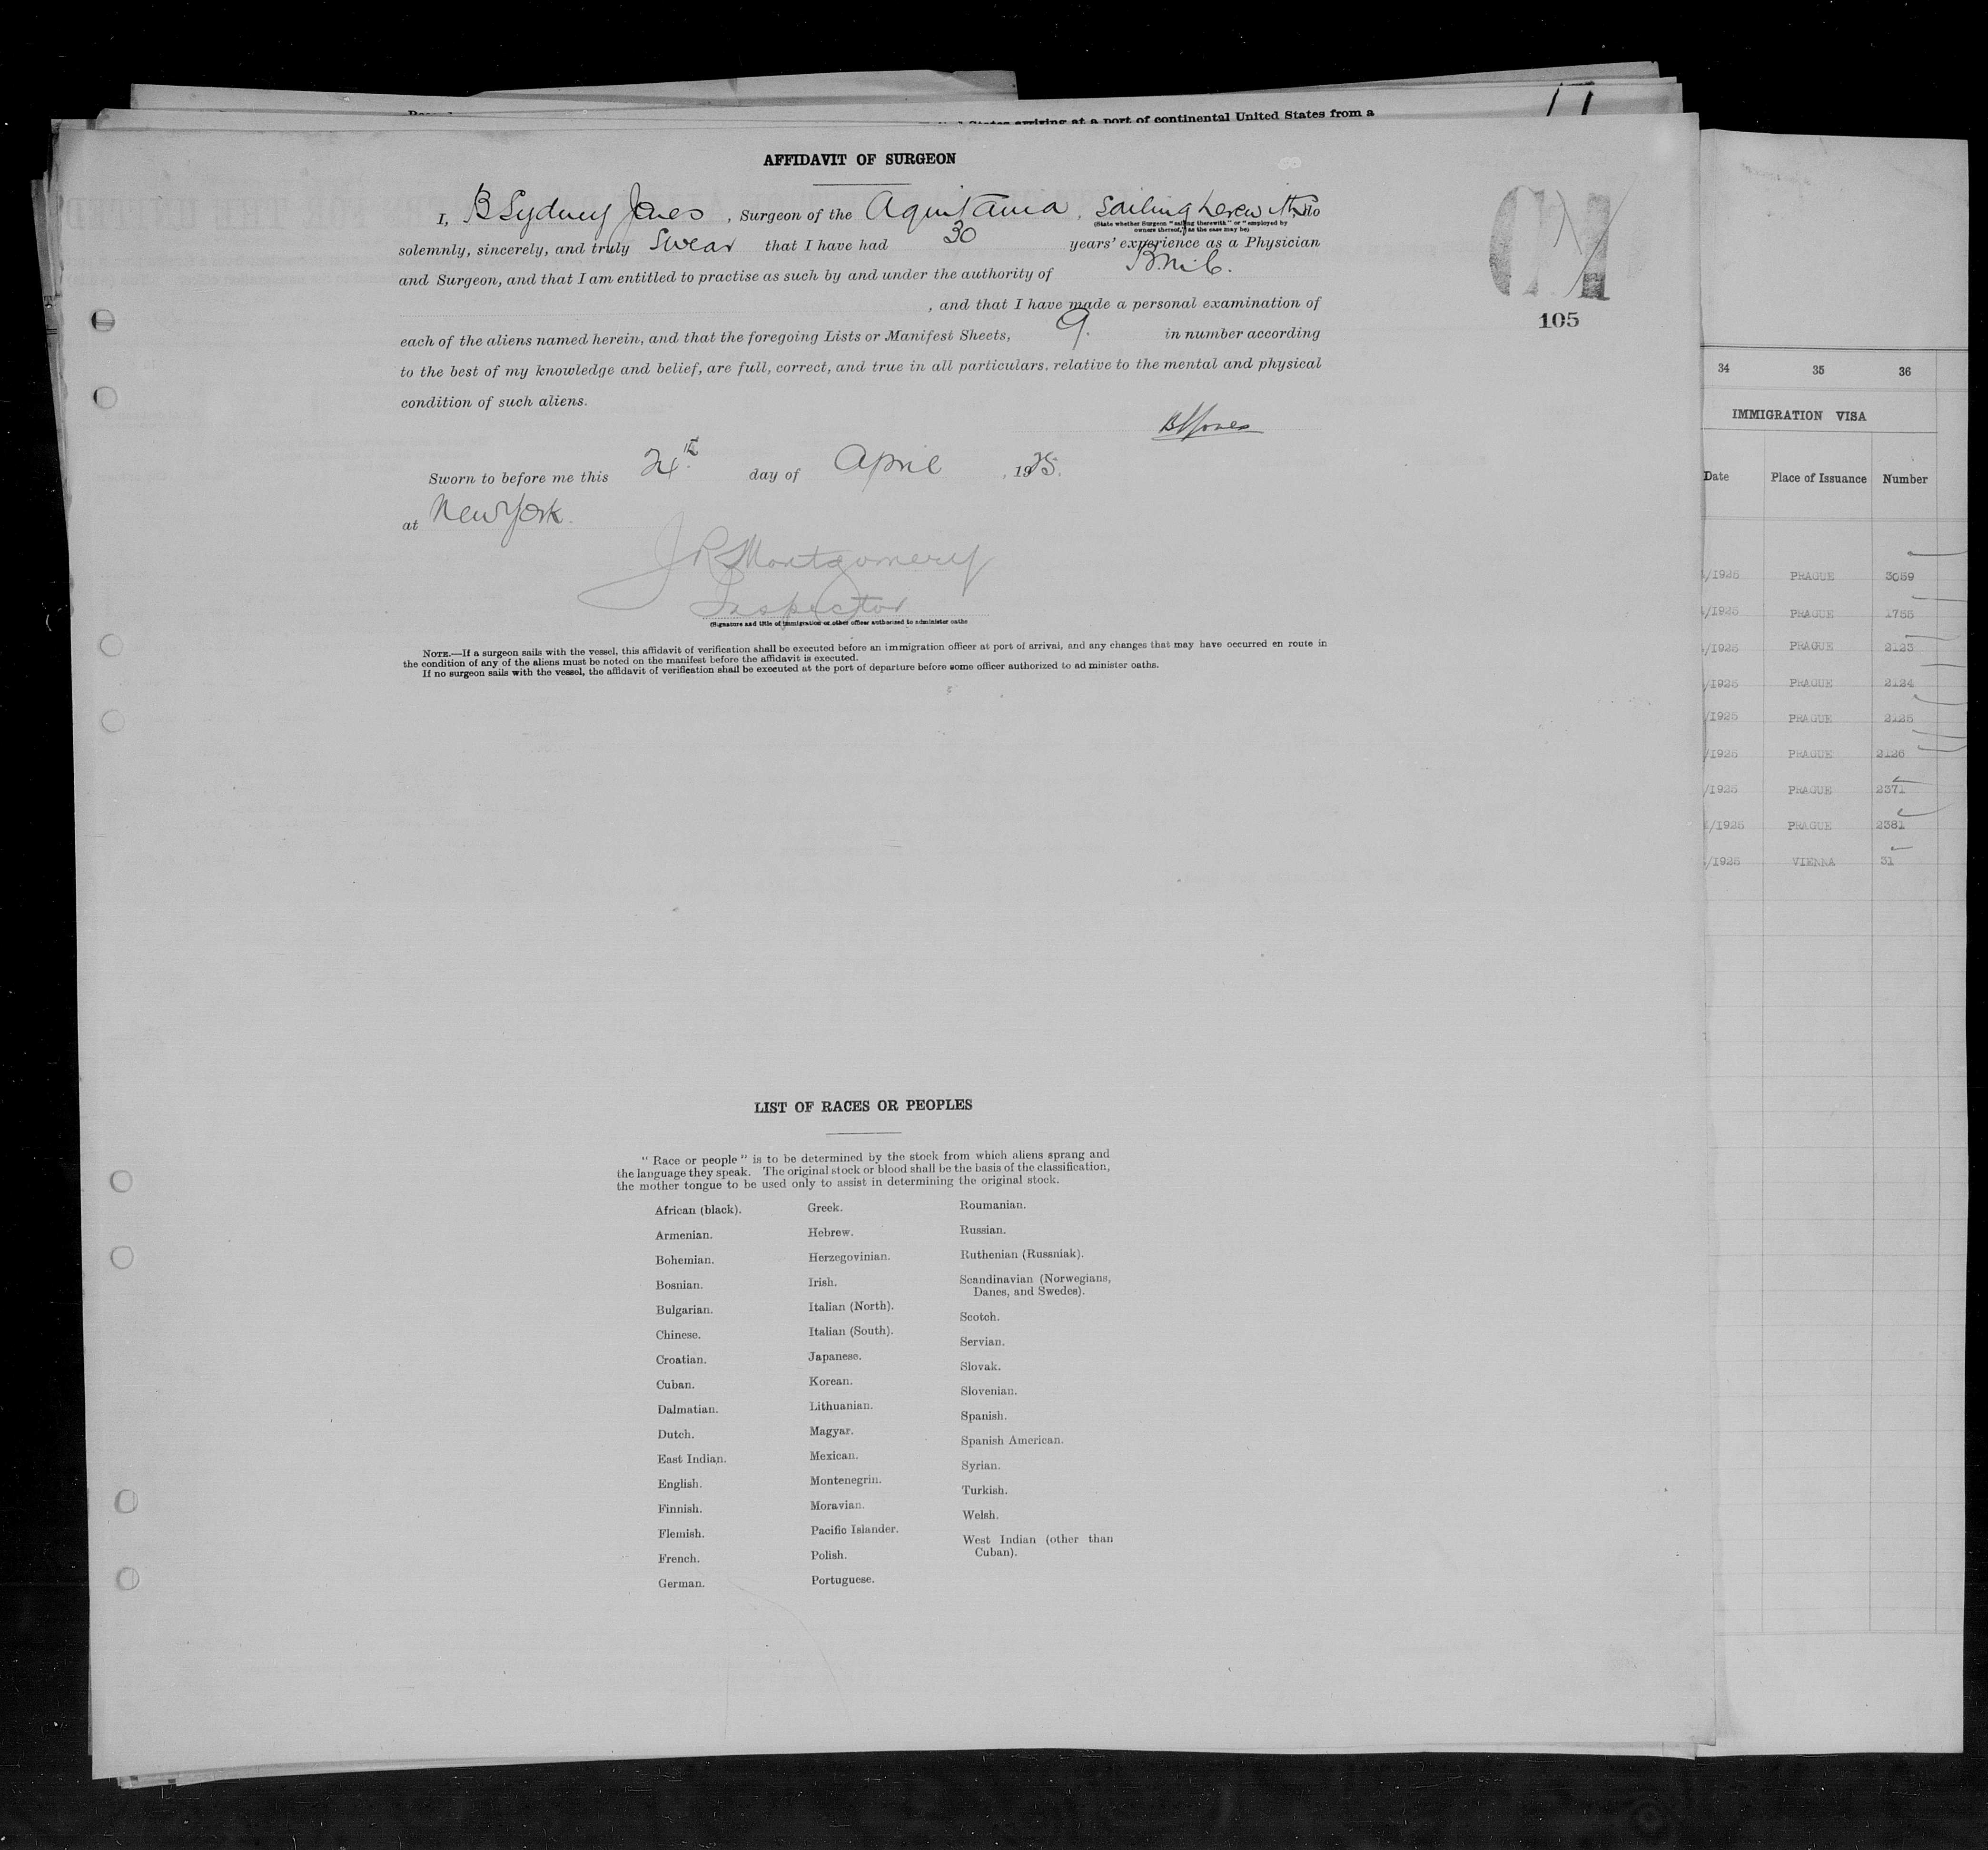 States arriving at a port of continental United States from a
AFFIDAVIT OF SURGEON
I, B Sydney Jones, Surgeon of the Aquitania, Sailing herewith, do
(State whether Surgeon "sailing therewith" or "employed by
owners thereof," as the case may be)
solemnly, sincerely, and truly Swear that I have had 30 years' experience as a Physician
and Surgeon, and that I am entitled to practise as such by and under the authority of
, and that I have made a personal examination of
each of the aliens named herein, and that the foregoing Lists or Manifest Sheets, 9. in number according
to the best of my knowledge and belief, are full, correct, and true in all particulars. relative to the mental and physical
condition of such aliens.
BSJones
Sworn to before me this 24th day of April, 1925.
at New York.
J R Montgomery
Inspector
(Signature and title of immigration or other officer authorized to administer oaths
NOTE.—If a surgeon sails with the vessel, this affidavit of verification shall be executed before an immigration officer at port of arrival, and any changes that may have occurred en route in
the condition of any of the aliens must be noted on the manifest before the affidavit is executed.
If no surgeon sails with the vessel, the affidavit of verification shall be executed at the port of departure before some officer authorized to ad minister oaths.
105
LIST OF RACES OR PEOPLES
"Race or people" is to be determined by the stock from which aliens sprang and
the language they speak. The original stock or blood shall be the basis of the classification,
the mother tongue to be used only to assist in determining the original stock.
African (black).
Armenian.
Bohemian.
Bosnian.
Bulgarian.
Chinese.
Croatian.
Cuban.
Dalmatian.
Dutch.
East Indian.
English.
Finnish.
Flemish.
French.
German.
Greek.
Hebrew.
Herzegovinian.
Irish.
Italian (North).
Italian (South).
Japanese.
Korean.
Lithuanian.
Magyar.
Mexican.
Montenegrin.
Moravian.
Pacific Islander.
Polish.
Portuguese.
Roumanian.
Russian.
Ruthenian (Russniak).
Scandinavian (Norwegians,
Danes, and Swedes).
Scotch.
Servian.
Slovak.
Slovenian.
Spanish.
Spanish American.
Syrian.
Turkish.
Welsh.
West Indian (other than
Cuban).
34 35 36
IMMIGRATION VISA
Date Place of Issuance Number
/1925 PRAGUE 3059
/1925 PRAGUE 1755
/1925 PRAGUE 2123
/1925 PRAGUE 2124
/1925 PRAGUE 2125
/1925 PRAGUE 2126
/1925 PRAGUE 2371
/1925 PRAGUE 2381
/1925 VIENNA 31